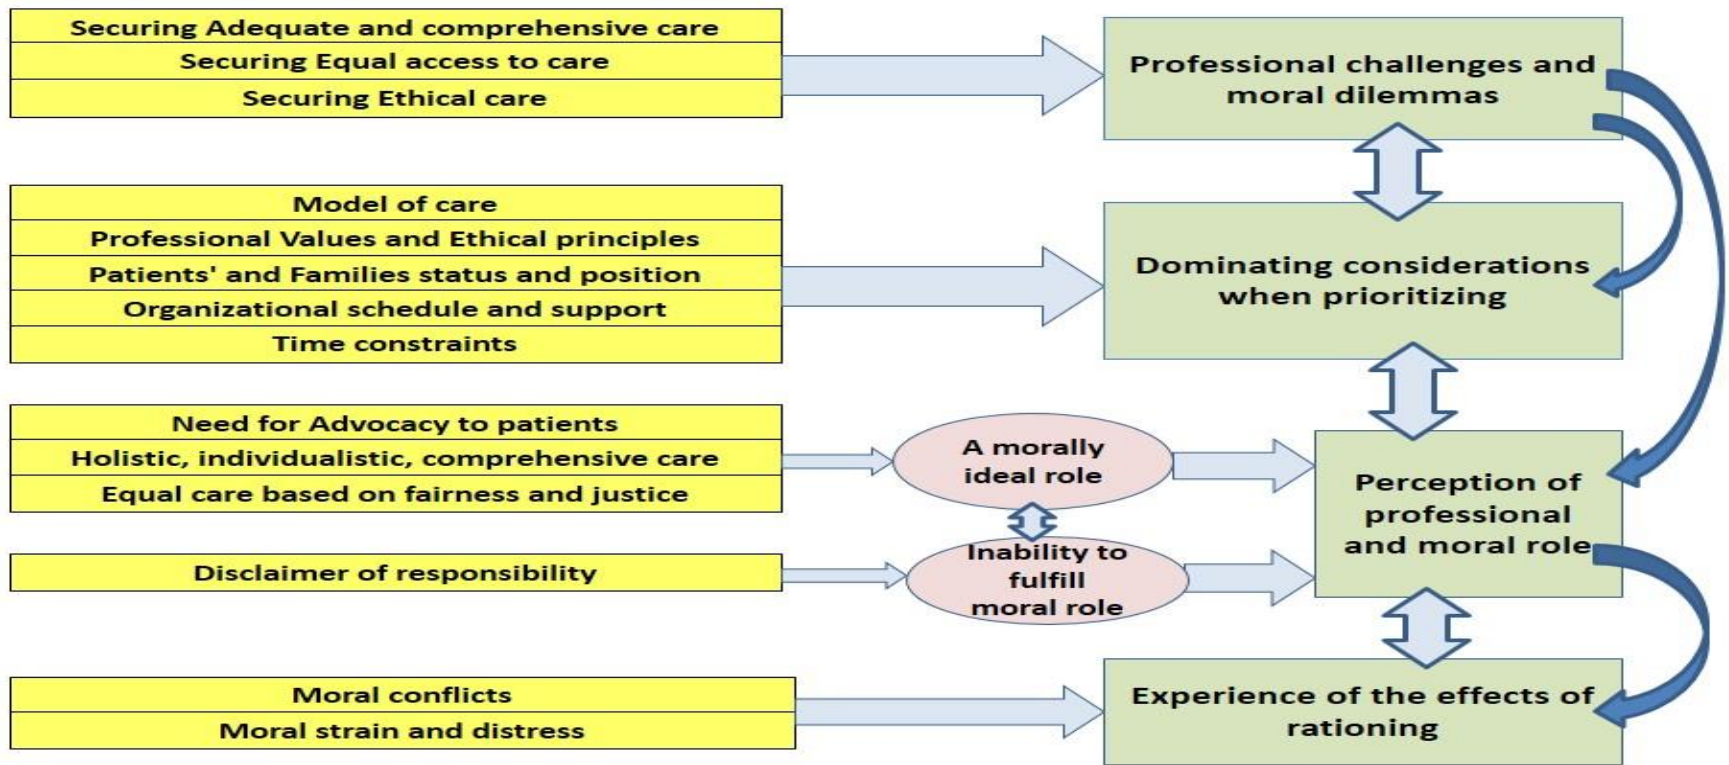 Securing Adequate and comprehensive care
Securing Equal access to care
Securing Ethical care
Professional challenges and
moral dilemmas
Model of care
Professional Values and Ethical principles
Patients' and Families status and position
Organizational schedule and support
Time constraints
Dominating considerations
when prioritizing
Need for Advocacy to patients
Holistic, individualistic, comprehensive care
Equal care based on fairness and justice
A morally
ideal role
Disclaimer of responsibility
Inability to
fulfill
moral role
Perception of
professional
and moral role
Moral conflicts
Moral strain and distress
Experience of the effects of
rationing